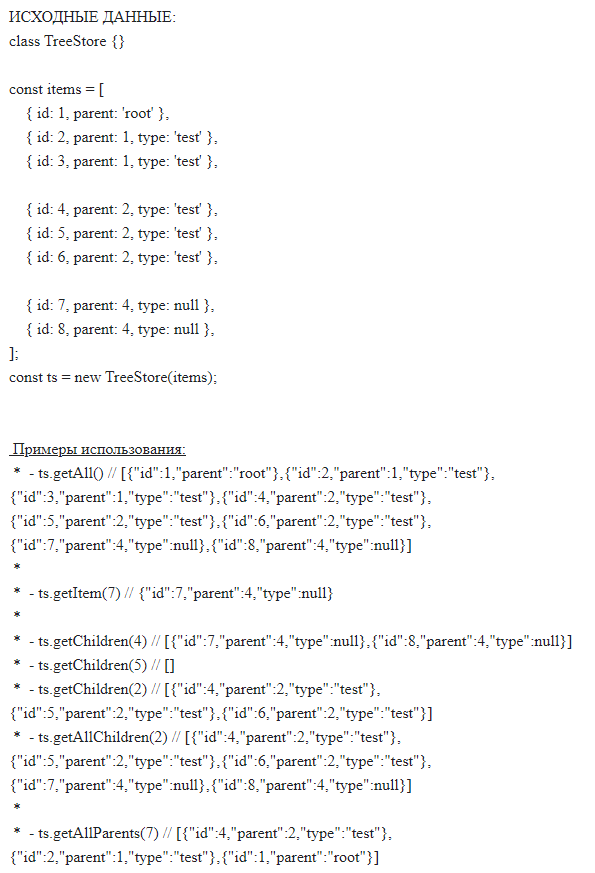 ИСХОДНЫЕ ДАННЫЕ:
class TreeStore {}
const items = [
{ id: 1, parent: 'root' },
{ id: 2, parent: 1, type: 'test' },
{ id: 3, parent: 1, type: 'test' },
{ id: 4, parent: 2, type: 'test' },
{ id: 5, parent: 2, type: 'test' },
{ id: 6, parent: 2, type: 'test' },
{ id: 7, parent: 4, type: null },
{ id: 8, parent: 4, type: null },
];
const ts = new TreeStore(items);
Примеры использования:
* - ts.getAll() // [{"id":1,"parent":"root"},{"id":2,"parent":1,"type":"test"},
{"id":3,"parent":1,"type":"test"},{"id":4,"parent":2,"type":"test"},
{"id":5,"parent":2,"type":"test"},{"id":6,"parent":2,"type":"test"},
{"id":7,"parent":4,"type":null},{"id":8,"parent":4,"type":null}]
*
* - ts.getItem(7) // {"id":7,"parent":4,"type":null}
*
* - ts.getChildren(4) // [{"id":7,"parent":4,"type":null},{"id":8,"parent":4,"type":null}]
* - ts.getChildren(5) // []
* - ts.getChildren(2) // [{"id":4,"parent":2,"type":"test"},
{"id":5,"parent":2,"type":"test"},{"id":6,"parent":2,"type":"test"}]
* - ts.getAllChildren(2) // [{"id":4,"parent":2,"type":"test"},
{"id":5,"parent":2,"type":"test"},{"id":6,"parent":2,"type":"test"},
{"id":7,"parent":4,"type":null},{"id":8,"parent":4,"type":null}]
*
* - ts.getAllParents(7) // [{"id":4,"parent":2,"type":"test"},
{"id":2,"parent":1,"type":"test"},{"id":1,"parent":"root"}]